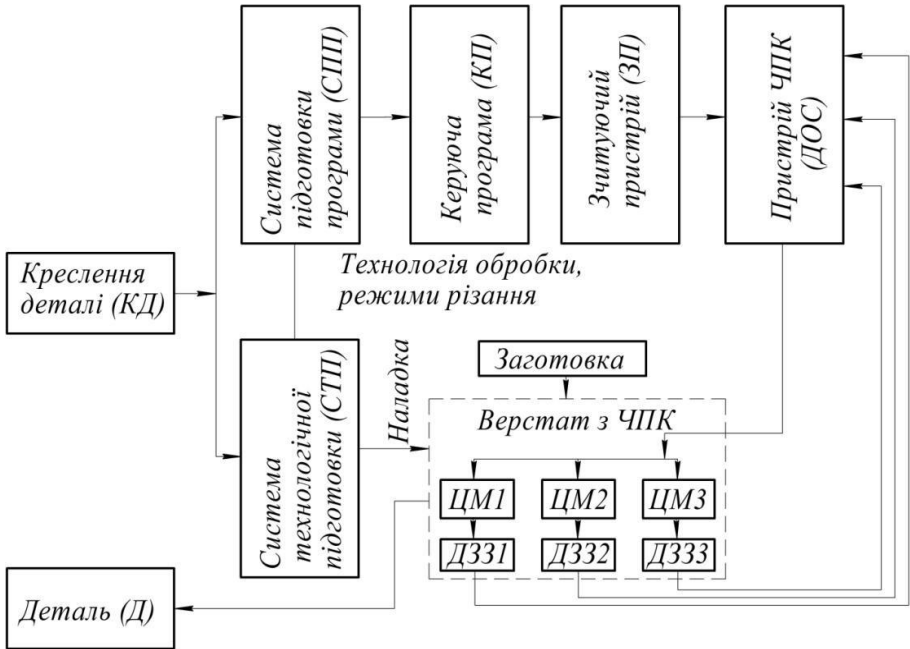 Система
підготовки
програми (СПП)
Керуюча
програма (КП)
Зчитуючий
пристрій (ЗП)
Пристрій ЧПК
(ДОС)
Креслення
деталі (КД)
Технологія обробки,
режими різання
Система
технологічної
підготовки (СТП)
Наладка
Заготовка
Верстат з ЧПК
ЦМ1
ЦМ2
ЦМ3
ДЗЗ1
ДЗЗ2
ДЗЗ3
Деталь (Д)